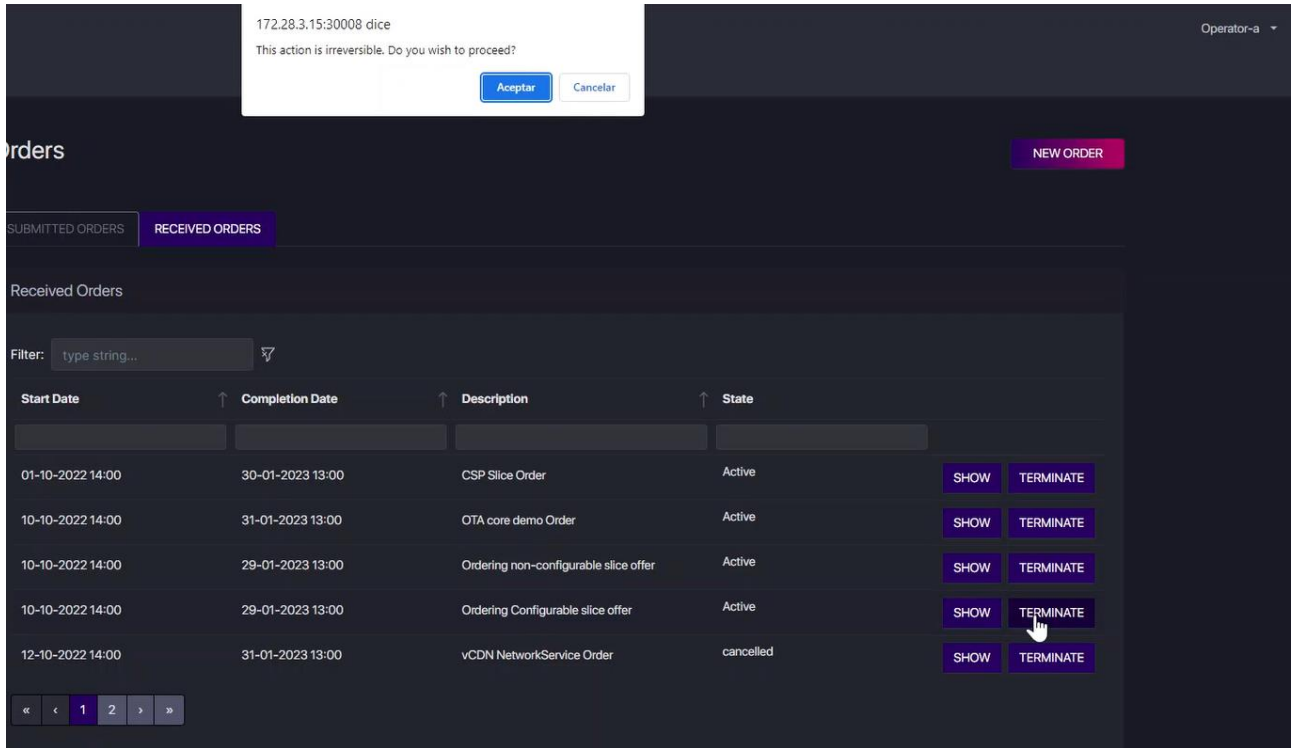 172.28.3.15:30008 dice
This action is irreversible. Do you wish to proceed?
Aceptar Cancelar
Operator-a
Orders
NEW ORDER
SUBMITTED ORDERS RECEIVED ORDERS
Received Orders
Filter: type string...
Start Date ↑ Completion Date ↑ Description ↑ State
01-10-2022 14:00 30-01-2023 13:00 CSP Slice Order Active SHOW TERMINATE
10-10-2022 14:00 31-01-2023 13:00 OTA core demo Order Active SHOW TERMINATE
10-10-2022 14:00 29-01-2023 13:00 Ordering non-configurable slice offer Active SHOW TERMINATE
10-10-2022 14:00 29-01-2023 13:00 Ordering Configurable slice offer Active SHOW TERMINATE
12-10-2022 14:00 31-01-2023 13:00 vCDN NetworkService Order cancelled SHOW TERMINATE
« ‹ 1 2 › »